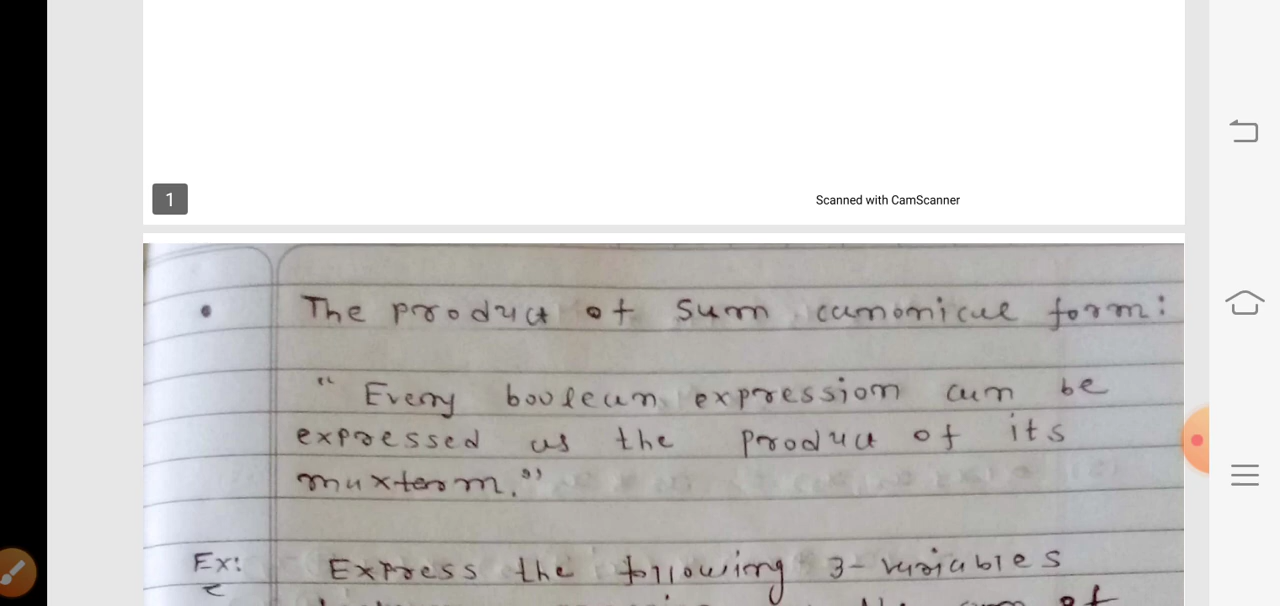 1
Scanned with CamScanner
• The product of sum canonical form:
" Every boolean expression can be
expressed as the product of its
maxterm."
Ex: Express the following 3-variables